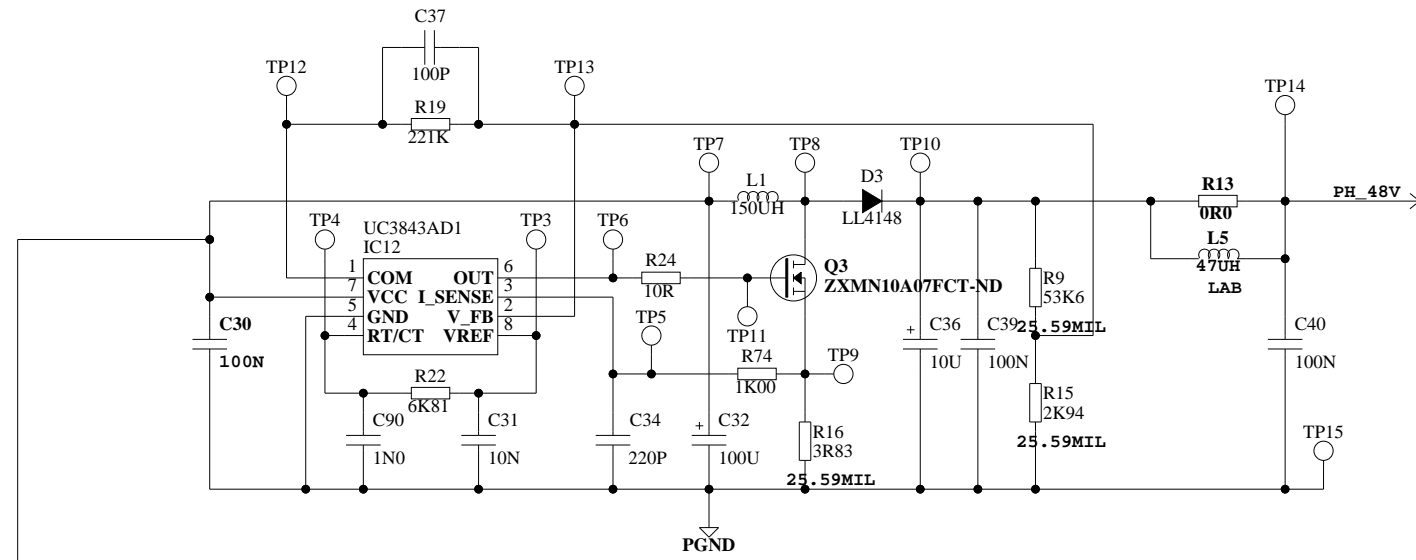 C37
100P
TP12
TP13
R19
221K
TP14
TP7
TP8
TP10
L1
150UH
D3
LL4148
R13
0R0
PH_48V
L5
47UH
LAB
TP4
UC3843AD1
IC12
TP3
TP6
1 COM OUT 6
7 VCC I_SENSE 3
5 GND V_FB 2
4 RT/CT VREF 8
R24
10R
Q3
ZXMN10A07FCT-ND
R9
53K6
25.59MIL
C30
100N
TP5
TP11
C36
10U
+
C39
100N
C40
100N
R74
1K00
TP9
R22
6K81
R15
2K94
25.59MIL
C90
1N0
C31
10N
C34
220P
C32
100U
+
R16
3R83
25.59MIL
TP15
PGND